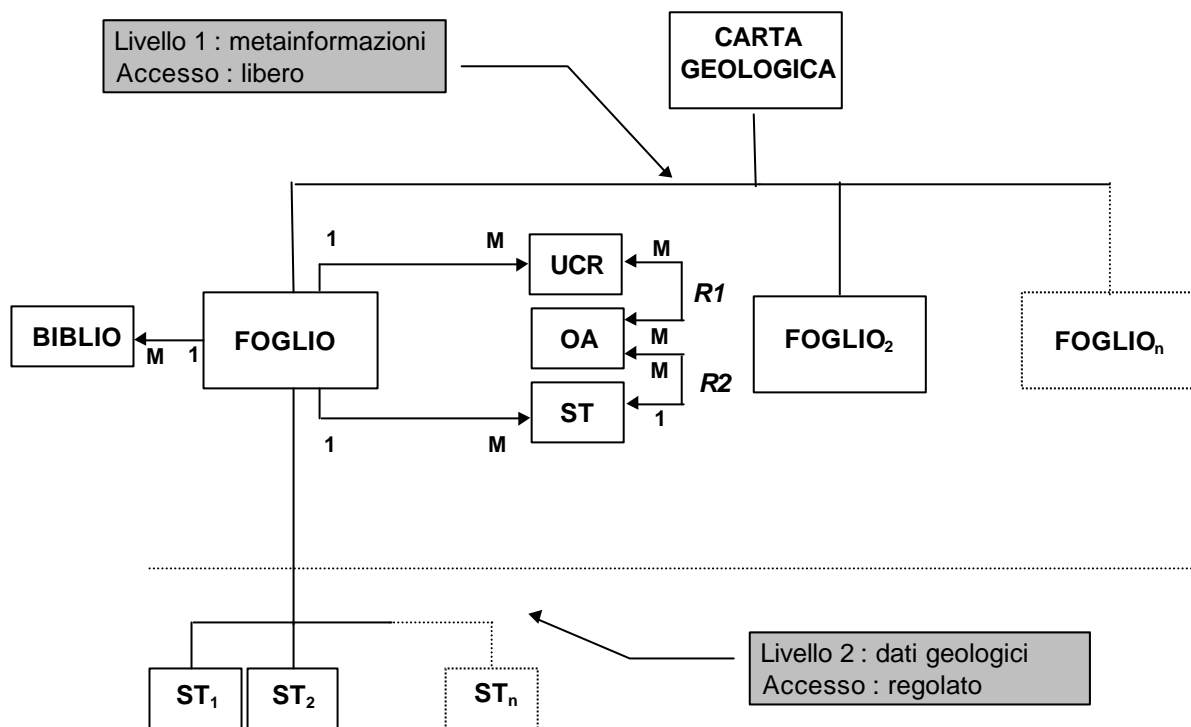 Livello 1 : metainformazioni
Accesso : libero
CARTA
GEOLOGICA
1
M
UCR
M
R1
BIBLIO
M
1
FOGLIO
OA
M
M
R2
FOGLIO2
FOGLIOn
ST
1
1
M
Livello 2 : dati geologici
Accesso : regolato
ST1
ST2
STn